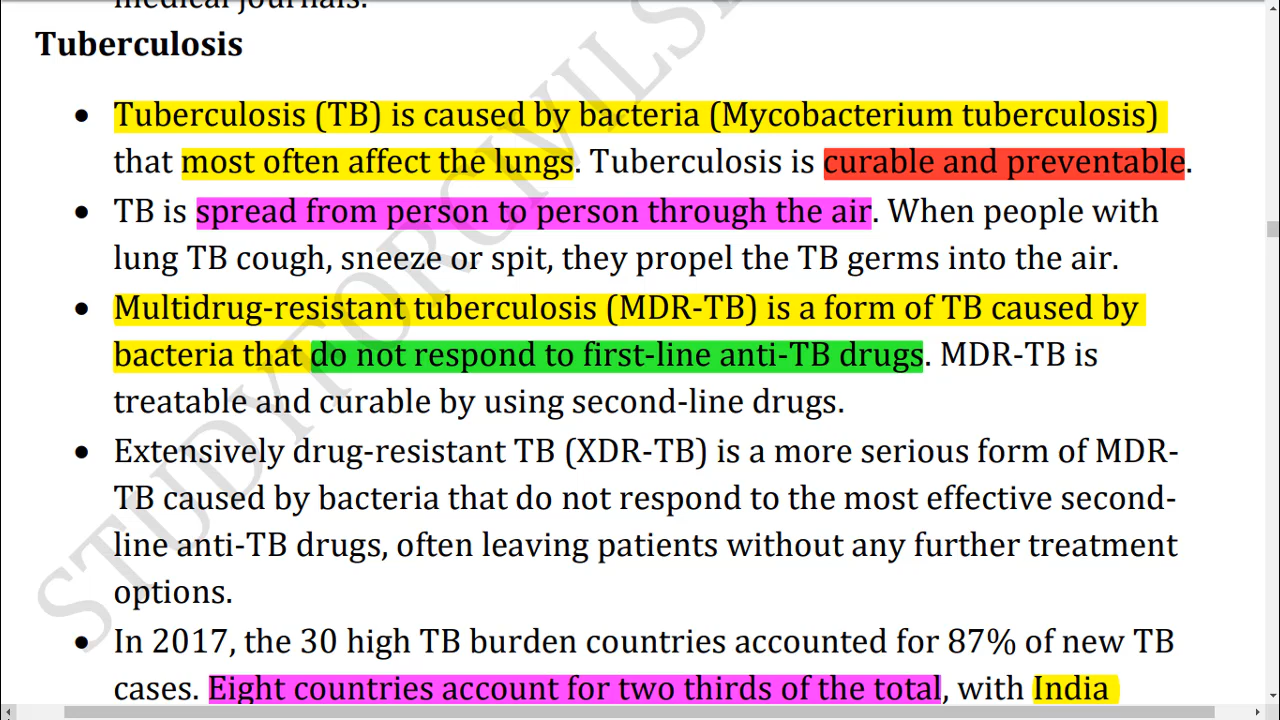 medical journals.
Tuberculosis
• Tuberculosis (TB) is caused by bacteria (Mycobacterium tuberculosis)
that most often affect the lungs. Tuberculosis is curable and preventable.
• TB is spread from person to person through the air. When people with
lung TB cough, sneeze or spit, they propel the TB germs into the air.
• Multidrug-resistant tuberculosis (MDR-TB) is a form of TB caused by
bacteria that do not respond to first-line anti-TB drugs. MDR-TB is
treatable and curable by using second-line drugs.
• Extensively drug-resistant TB (XDR-TB) is a more serious form of MDR-
TB caused by bacteria that do not respond to the most effective second-
line anti-TB drugs, often leaving patients without any further treatment
options.
• In 2017, the 30 high TB burden countries accounted for 87% of new TB
cases. Eight countries account for two thirds of the total, with India
STUDYFORCIVILSE